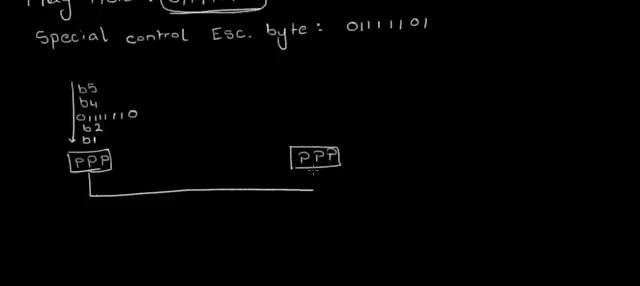 Special control Esc. byte : 01111101
b5
b4
01111110
b2
b1
PPP
PPP